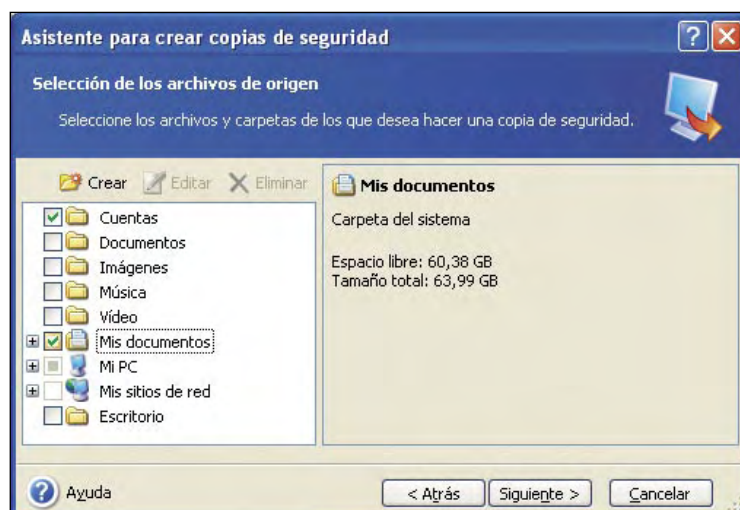 Asistente para crear copias de seguridad
Selección de los archivos de origen
Seleccione los archivos y carpetas de los que desea hacer una copia de seguridad.
Crear Editar Eliminar
Cuentas
Documentos
Imágenes
Música
Vídeo
Mis documentos
Mi PC
Mis sitios de red
Escritorio
Mis documentos
Carpeta del sistema
Espacio libre: 60,38 GB
Tamaño total: 63,99 GB
Ayuda
< Atrás Siguiente > Cancelar